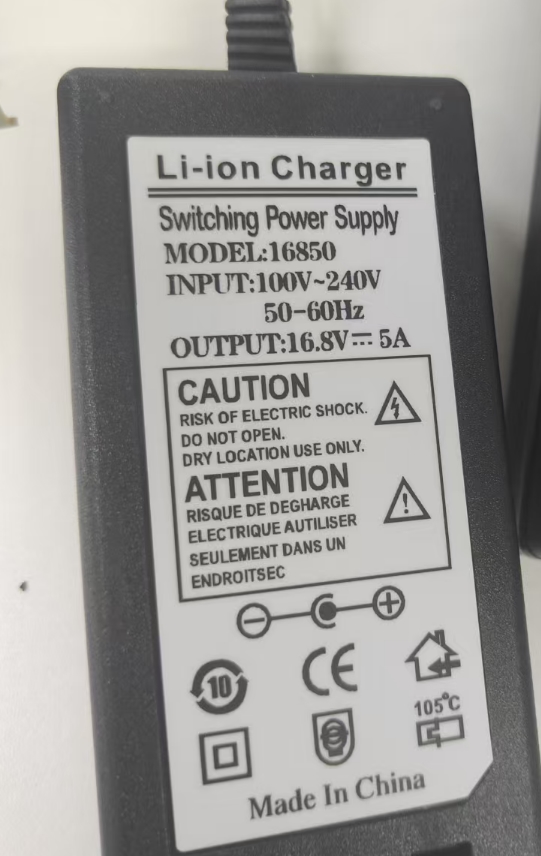 Li-ion Charger
Switching Power Supply
MODEL:16850
INPUT:100V~240V
50-60Hz
OUTPUT:16.8V⎓5A
CAUTION
RISK OF ELECTRIC SHOCK.
DO NOT OPEN.
DRY LOCATION USE ONLY.
ATTENTION
RISQUE DE DEGHARGE
ELECTRIQUE AUTILISER
SEULEMENT DANS UN
ENDROITSEC
10
CE
105℃
Made In China